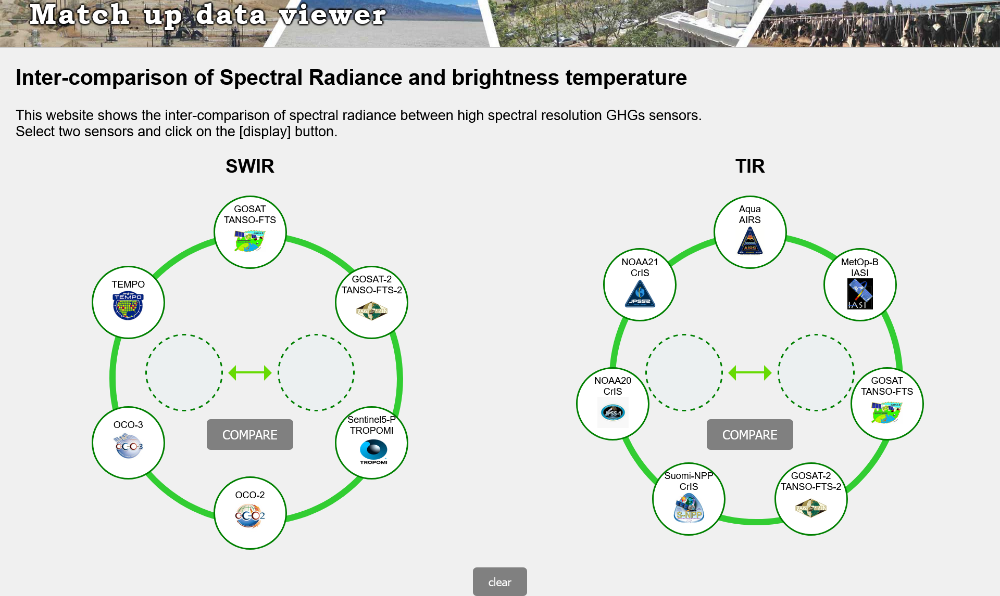 Match up data viewer
Inter-comparison of Spectral Radiance and brightness temperature
This website shows the inter-comparison of spectral radiance between high spectral resolution GHGs sensors.
Select two sensors and click on the [display] button.
SWIR
GOSAT
TANSO-FTS
GOSAT
TEMPO
TEMPO
GOSAT-2
TANSO-FTS-2
OCO-3
OCO-3
COMPARE
Sentinel5-P
TROPOMI
TROPOMI
OCO-2
OCO2
TIR
Aqua
AIRS
AIRS
NOAA21
CrIS
JPSS2
MetOp-B
IASI
IASI
NOAA20
CrIS
JPSS-1
GOSAT
TANSO-FTS
GOSAT
COMPARE
Suomi-NPP
CrIS
S-NPP
GOSAT-2
TANSO-FTS-2
clear